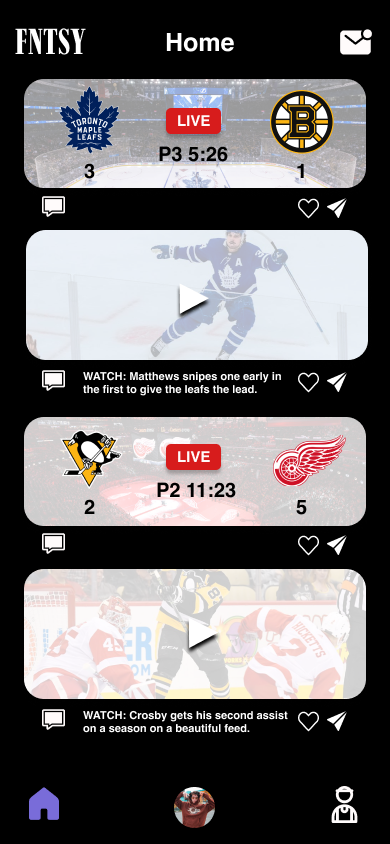 FNTSY
Home
TORONTO
MAPLE
LEAFS
B
LIVE
P3 5:26
3
1
A
WATCH: Matthews snipes one early in
the first to give the leafs the lead.
LIVE
P2 11:23
2
5
WATCH: Crosby gets his second assist
on a season on a beautiful feed.